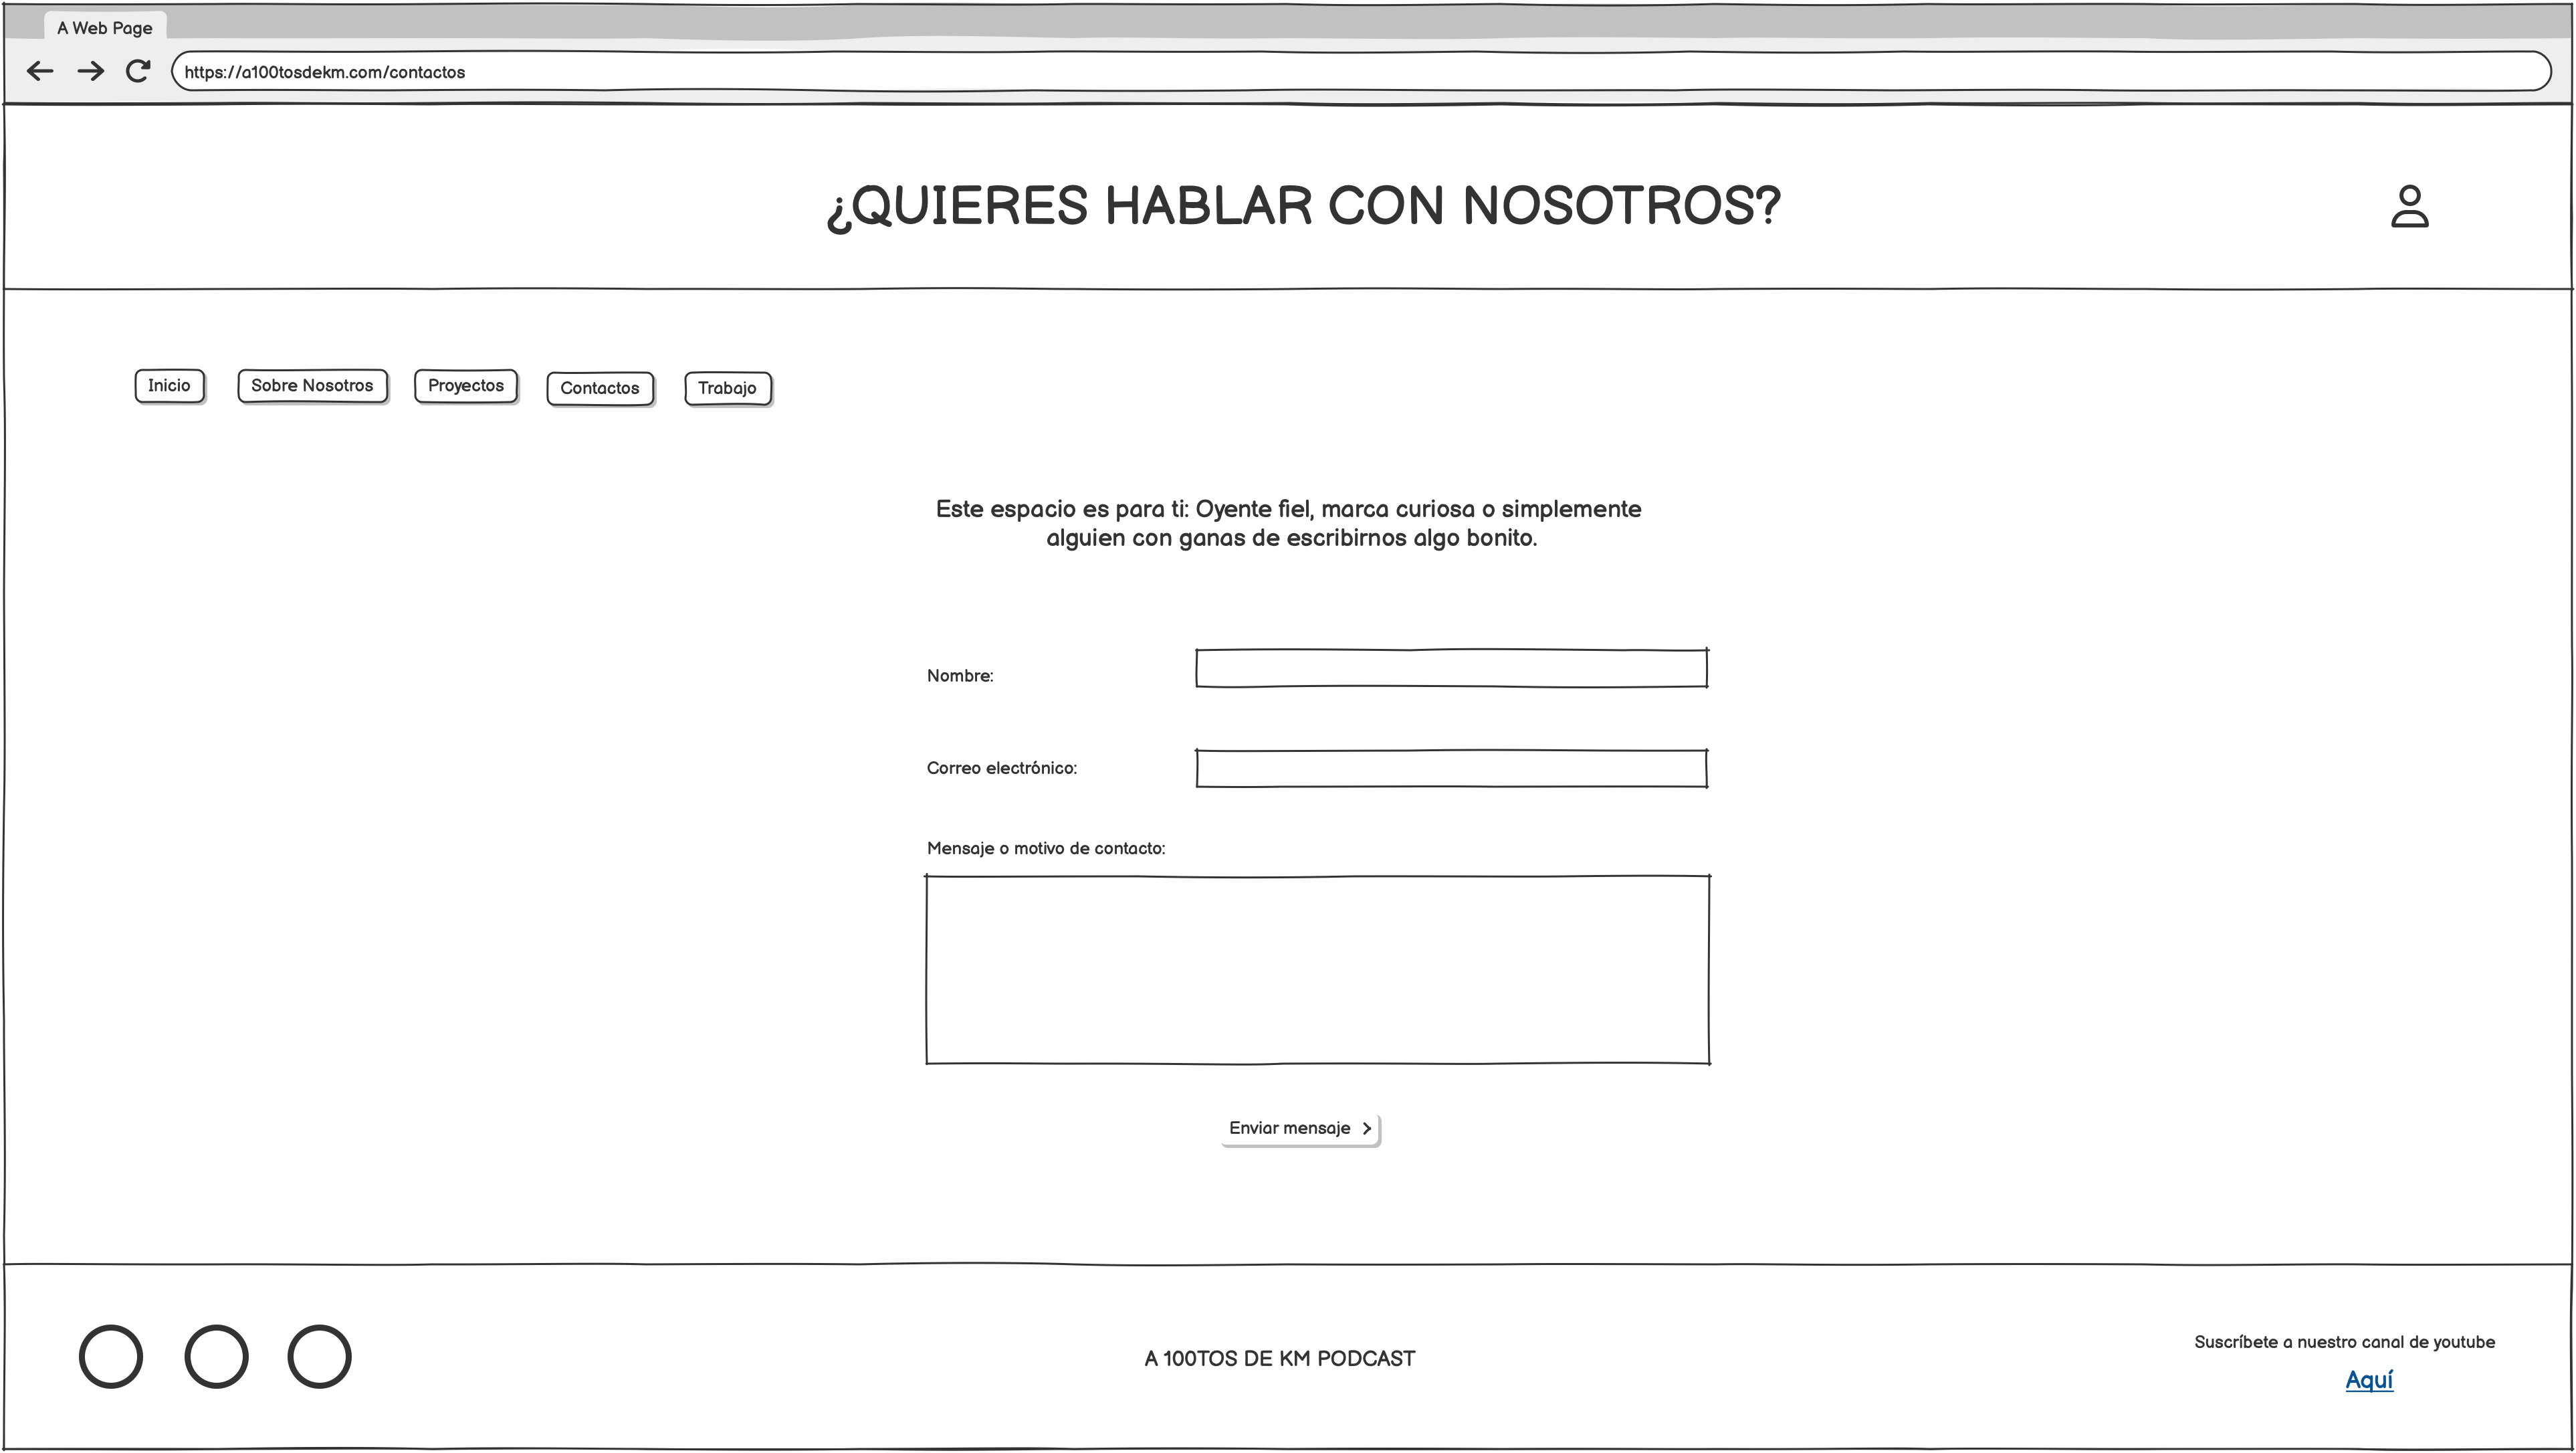 A Web Page
https://a100tosdekm.com/contactos
¿QUIERES HABLAR CON NOSOTROS?
Inicio
Sobre Nosotros
Proyectos
Contactos
Trabajo
Este espacio es para ti: Oyente fiel, marca curiosa o simplemente
alguien con ganas de escribirnos algo bonito.
Nombre:
Correo electrónico:
Mensaje o motivo de contacto:
Enviar mensaje
A 100TOS DE KM PODCAST
Suscríbete a nuestro canal de youtube
Aquí